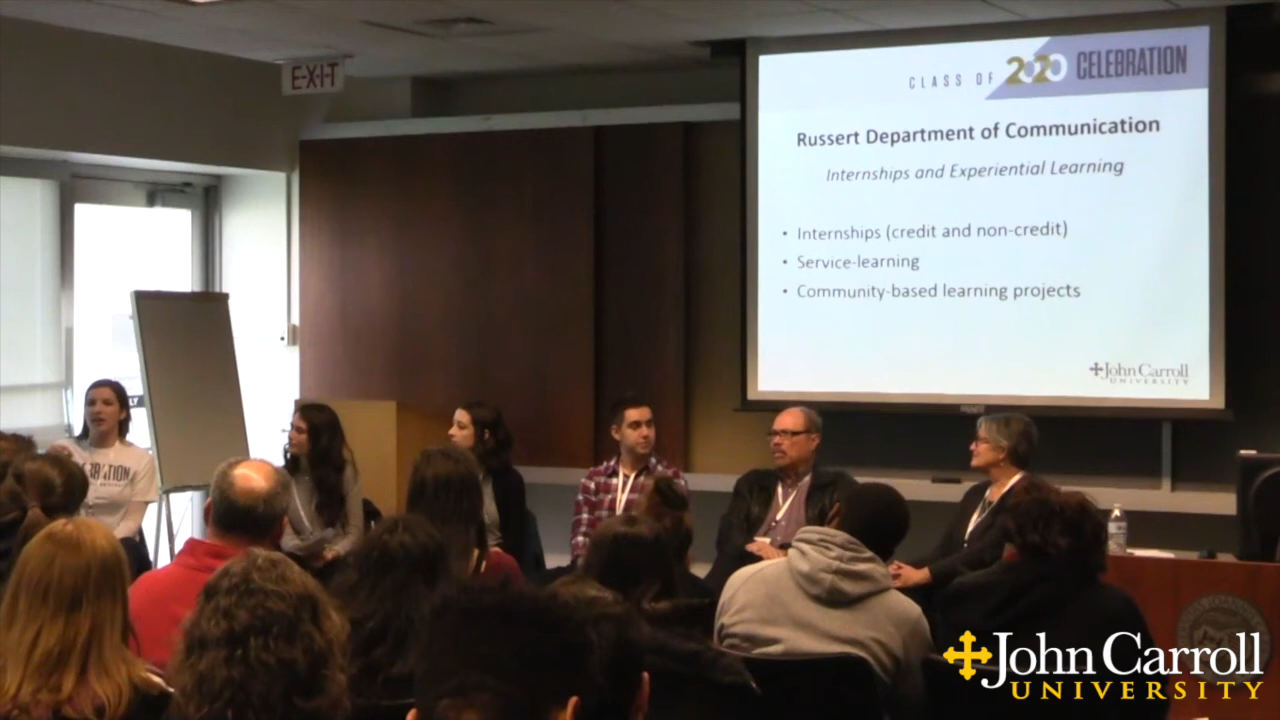 E·X·I·T
CLASS OF 2020 CELEBRATION
Russert Department of Communication
Internships and Experiential Learning
• Internships (credit and non-credit)
• Service-learning
• Community-based learning projects
John Carroll
UNIVERSITY
John Carroll
UNIVERSITY